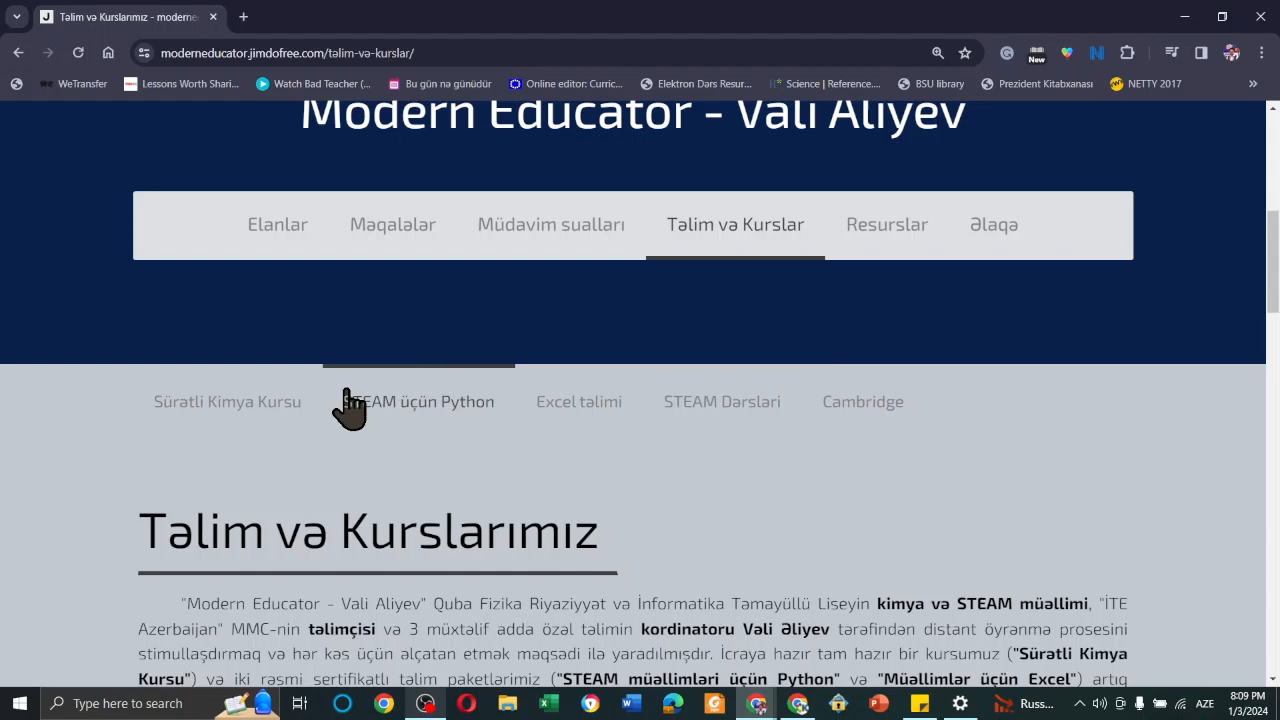 Təlim və Kurslarımız - moderne
moderneducator.jimdofree.com/təlim-və-kurslar/
New
WeTransfer
Lessons Worth Shari...
Watch Bad Teacher (...
Bu gün nə günüdür
Online editor: Curric...
Elektron Dərs Resur...
Science | Reference...
BSU library
Prezident Kitabxanası
NETTY 2017
Modern Educator - Vali Aliyev
Elanlar
Məqalələr
Müdavim sualları
Təlim və Kurslar
Resurslar
Əlaqə
Sürətli Kimya Kursu
STEAM üçün Python
Excel təlimi
STEAM Dərsləri
Cambridge
Təlim və Kurslarımız
"Modern Educator - Vali Aliyev" Quba Fizika Riyaziyyət və İnformatika Təmayüllü Liseyin kimya və STEAM müəllimi, "İTE
Azerbaijan" MMC-nin təlimçisi və 3 müxtəlif adda özəl təlimin kordinatoru Vəli Əliyev tərəfindən distant öyrənmə prosesini
stimullaşdırmaq və hər kəs üçün əlçatan etmək məqsədi ilə yaradılmışdır. İcraya hazır tam hazır bir kursumuz ("Sürətli Kimya
Kursu") və iki rəsmi sertifikatlı təlim paketlərimiz ("STEAM müəllimləri üçün Python" və "Müəllimlər üçün Excel") artıq
Type here to search
Russ...
AZE
8:09 PM
1/3/2024